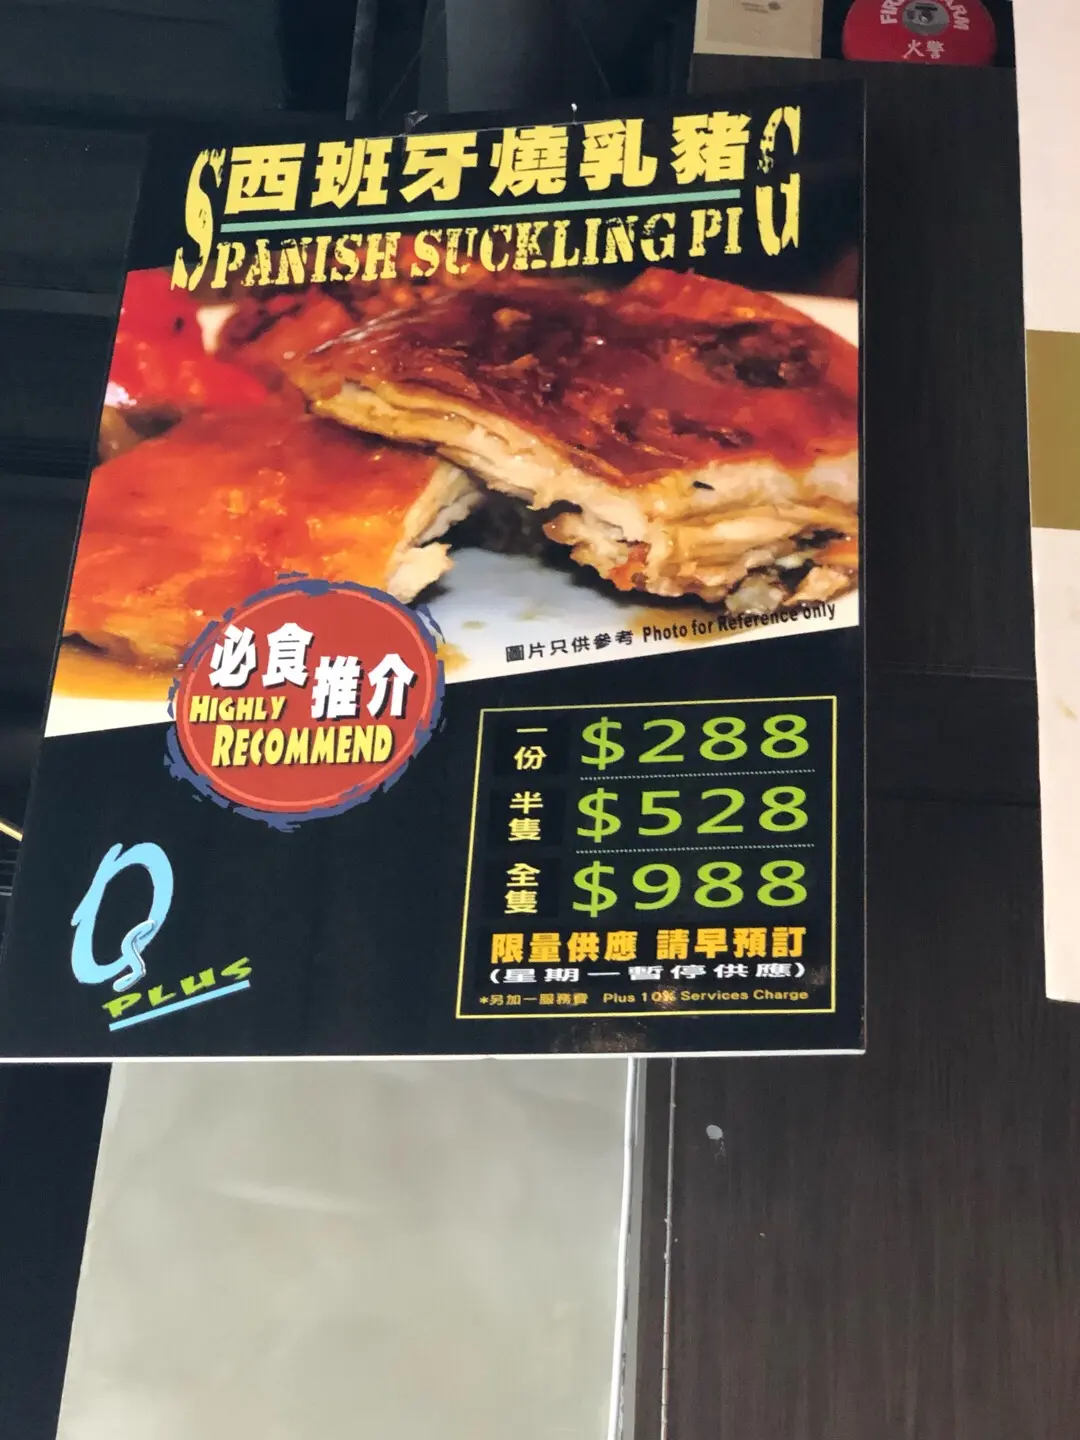 FIRE ALARM
火警
西班牙燒乳豬
SPANISH SUCKLING PIG
圖片只供參考 Photo for Reference only
必食推介
HIGHLY
RECOMMEND
一份 $288
半隻 $528
全隻 $988
限量供應 請早預訂
(星期一暫停供應)
*另加一服務費 Plus 10% Services Charge
Q
PLUS